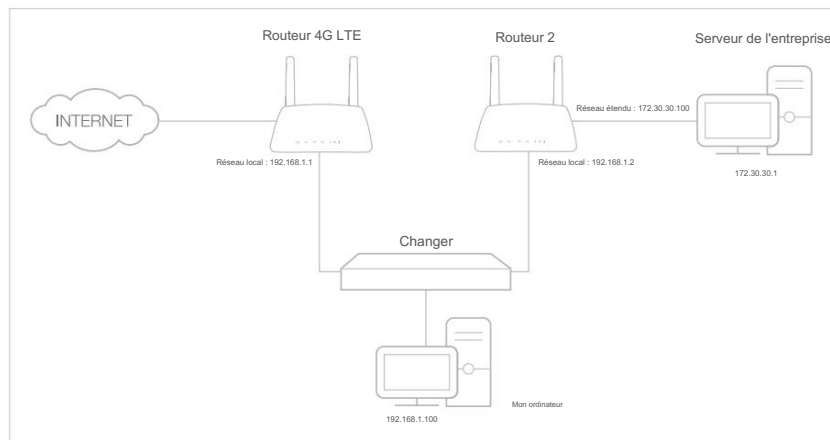 Routeur 4G LTE
Routeur 2
Serveur de l'entreprise
INTERNET
Réseau étendu : 172.30.30.100
Réseau local : 192.168.1.1
Réseau local : 192.168.1.2
172.30.30.1
Changer
Mon ordinateur
192.168.1.100